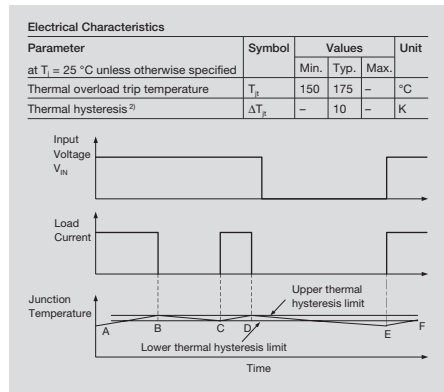 Electrical Characteristics
Parameter Symbol Values Unit
at Tj = 25 °C unless otherwise specified Min. Typ. Max.
Thermal overload trip temperature Tjt 150 175 – °C
Thermal hysteresis 2) ΔTjt – 10 – K
Input
Voltage
VIN
Load
Current
Upper thermal
hysteresis limit
Junction
Temperature
A B C D E F
Lower thermal hysteresis limit
Time